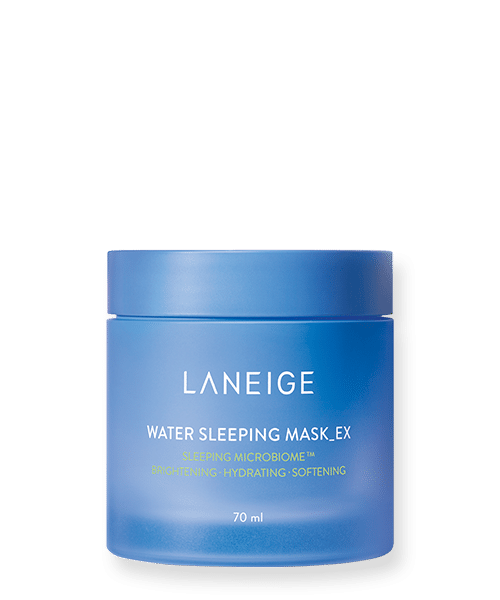 LANEIGE
WATER SLEEPING MASK_EX
SLEEPING MICROBIOME™
BRIGHTENING·HYDRATING·SOFTENING
70 ml